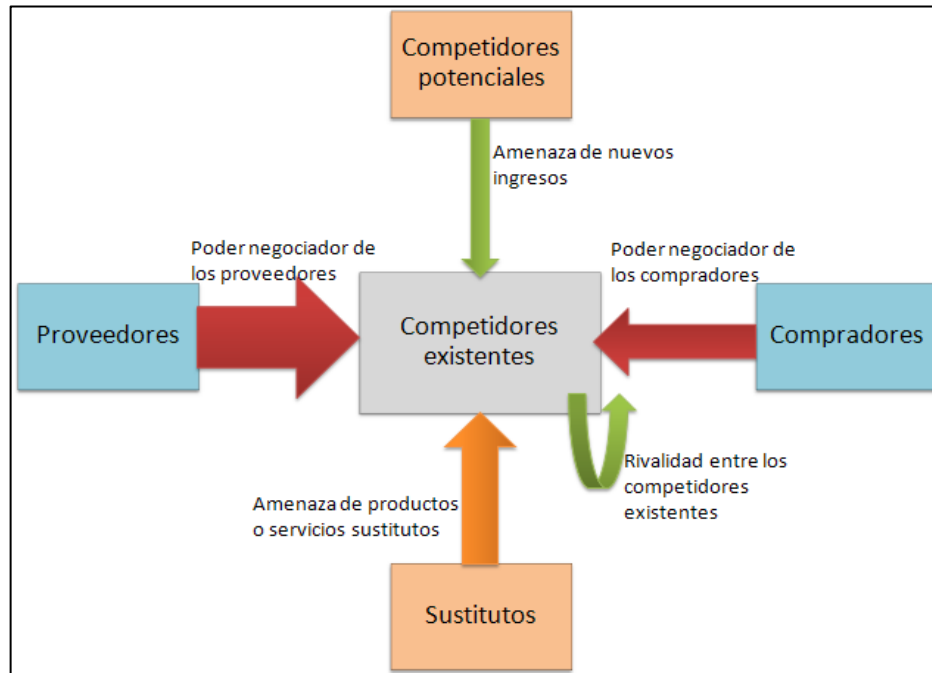 Competidores
potenciales
Amenaza de nuevos
ingresos
Poder negociador de
los proveedores
Poder negociador de
los compradores
Proveedores
Competidores
existentes
Compradores
Rivalidad entre los
competidores
existentes
Amenaza de productos
o servicios sustitutos
Sustitutos